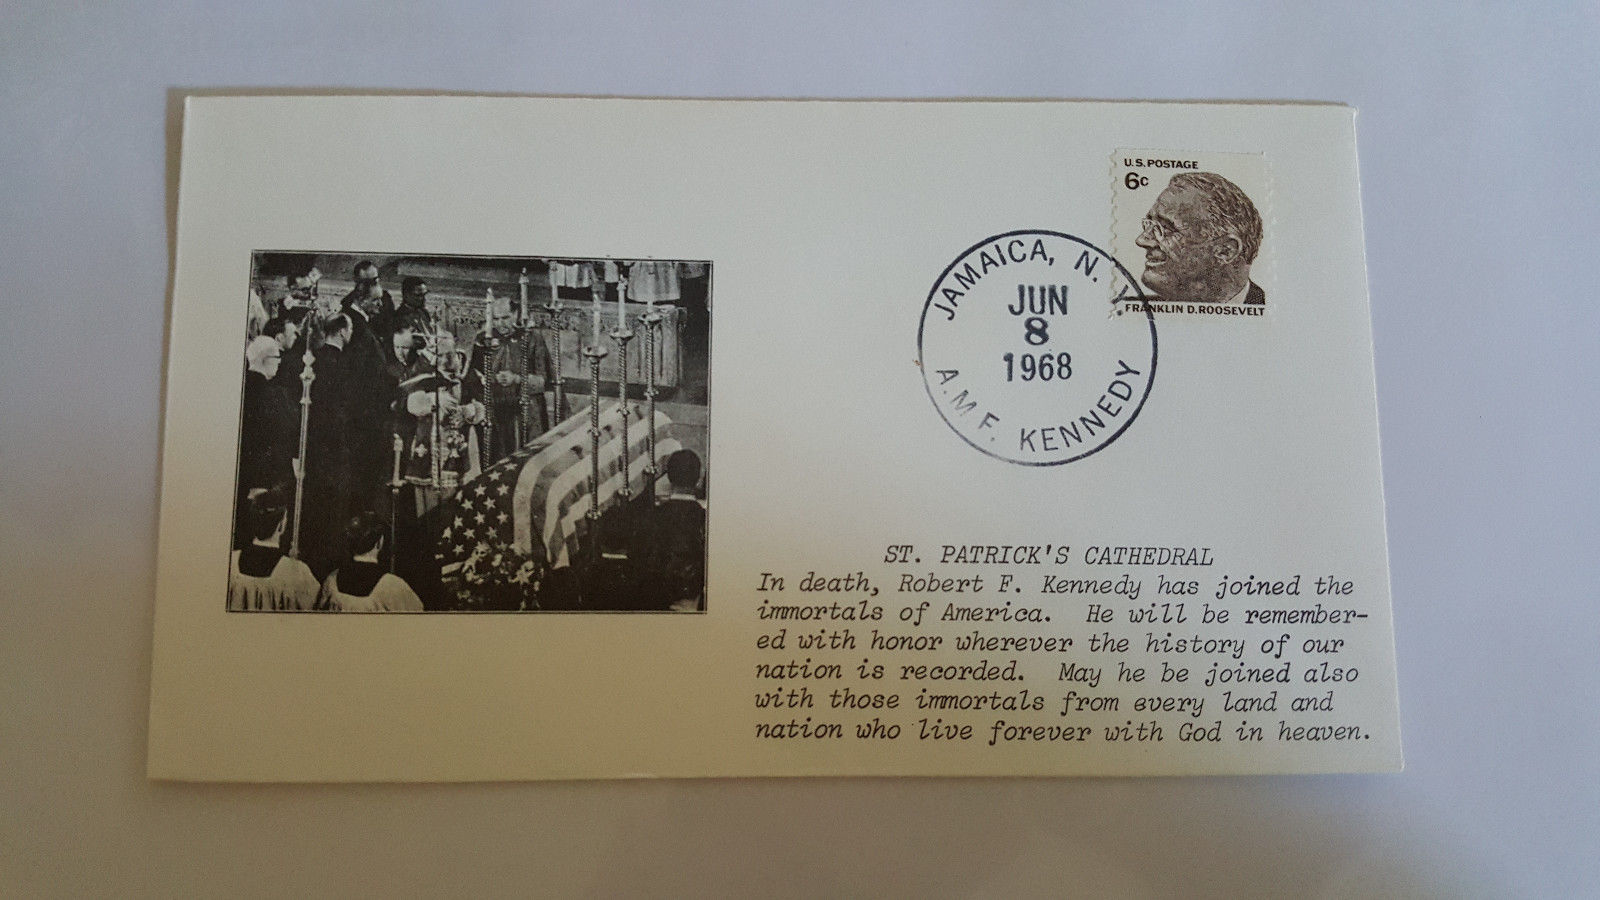 U.S. POSTAGE
6c
FRANKLIN D. ROOSEVELT
JAMAICA, N. Y.
JUN
8
1968
A.M.F. KENNEDY
ST. PATRICK'S CATHEDRAL
In death, Robert F. Kennedy has joined the
immortals of America. He will be remember-
ed with honor wherever the history of our
nation is recorded. May he be joined also
with those immortals from every land and
nation who live forever with God in heaven.